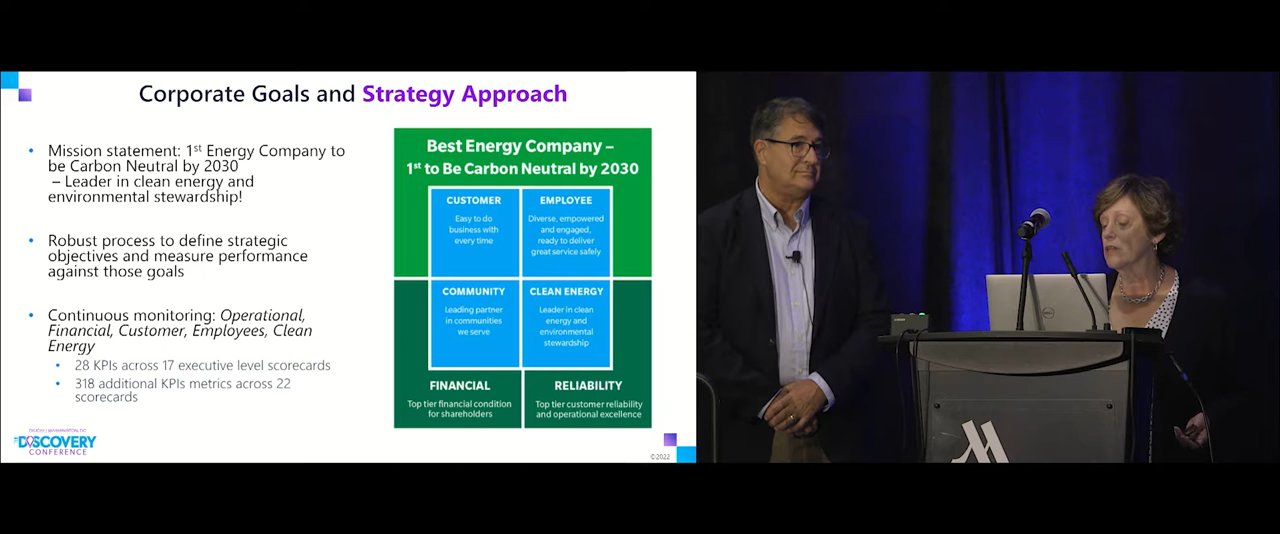 Corporate Goals and Strategy Approach
• Mission statement: 1st Energy Company to
be Carbon Neutral by 2030
– Leader in clean energy and
environmental stewardship!
• Robust process to define strategic
objectives and measure performance
against those goals
• Continuous monitoring: Operational,
Financial, Customer, Employees, Clean
Energy
• 28 KPIs across 17 executive level scorecards
• 318 additional KPIs metrics across 22
scorecards
Best Energy Company –
1st to Be Carbon Neutral by 2030
CUSTOMER
Easy to do
business with
every time
EMPLOYEE
Diverse, empowered
and engaged,
ready to deliver
great service safely
COMMUNITY
Leading partner
in communities
we serve
CLEAN ENERGY
Leader in clean
energy and
environmental
stewardship
FINANCIAL
Top tier financial condition
for shareholders
RELIABILITY
Top tier customer reliability
and operational excellence
DISCOVERY
CONFERENCE
©2022
DELL